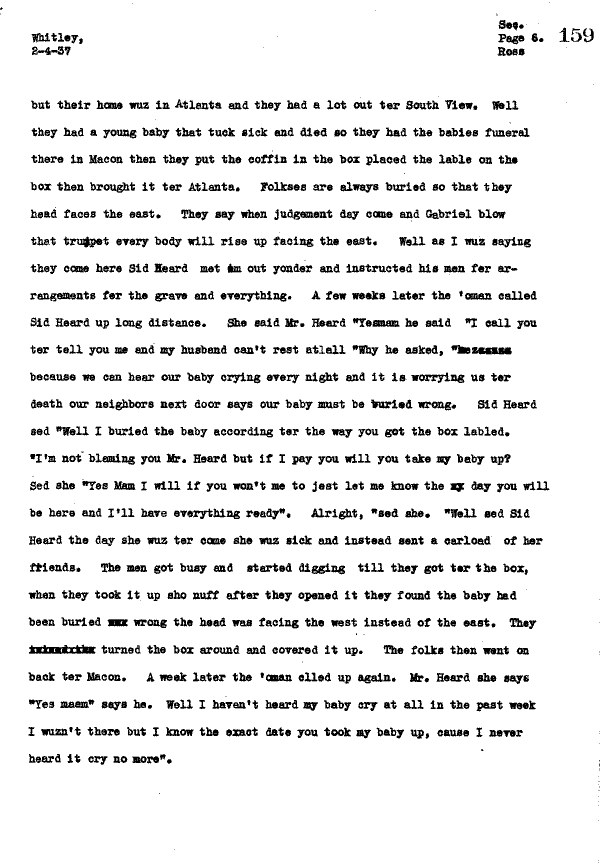 Seq.
Whitley,
Page 6. 159
2-4-37
Ross
but their home wuz in Atlanta and they had a lot out ter South View. Well
they had a young baby that tuck sick and died so they had the babies funeral
there in Macon then they put the coffin in the box placed the lable on the
box then brought it ter Atlanta. Folkses are always buried so that they
head faces the east. They say when judgement day come and Gabriel blow
that trumpet every body will rise up facing the east. Well as I wuz saying
they come here Sid Heard met em out yonder and instructed his men fer ar-
rangements fer the grave and everything. A few weeks later the 'oman called
Sid Heard up long distance. She said Mr. Heard "Yesmam he said "I call you
ter tell you me and my husband can't rest atlall "Why he asked, "
because we can hear our baby crying every night and it is worrying us ter
death our neighbors next door says our baby must be buried wrong. Sid Heard
sed "Well I buried the baby according ter the way you got the box labled.
"I'm not blaming you Mr. Heard but if I pay you will you take my baby up?
Sed she "Yes Mam I will if you won't me to jest let me know the day you will
be here and I'll have everything ready". Alright, "sed she. "Well sed Sid
Heard the day she wuz ter come she wuz sick and instead sent a carload of her
friends. The men got busy and started digging till they got ter the box,
when they took it up sho nuff after they opened it they found the baby had
been buried wrong the head was facing the west instead of the east. They
turned the box around and covered it up. The folks then went on
back ter Macon. A week later the 'oman clled up again. Mr. Heard she says
"Yes maem" says he. Well I haven't heard my baby cry at all in the past week
I wuzn't there but I know the exact date you took my baby up, cause I never
heard it cry no more".